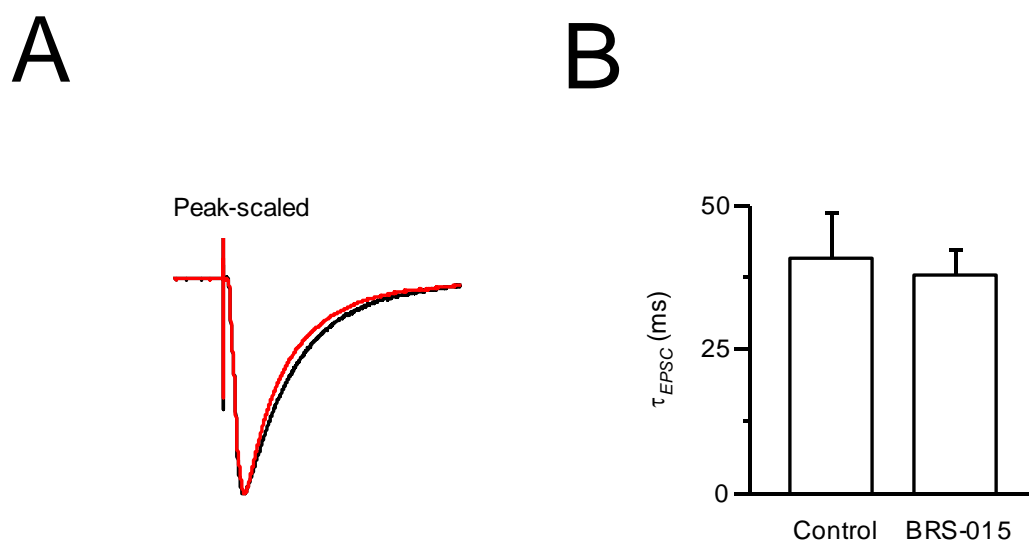 A
B
Peak-scaled
50
25
0
τEPSC (ms)
Control BRS-015